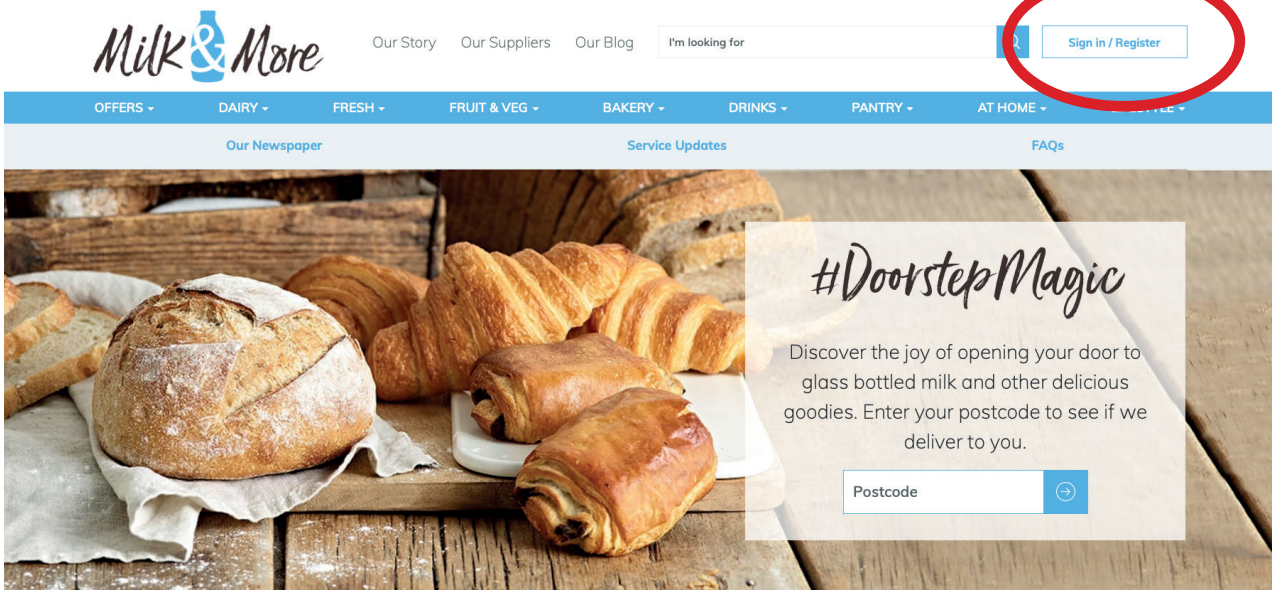 Milk & More
Our Story Our Suppliers Our Blog I'm looking for Sign in / Register
OFFERS DAIRY FRESH FRUIT & VEG BAKERY DRINKS PANTRY AT HOME
Our Newspaper Service Updates FAQs
#DoorstepMagic
Discover the joy of opening your door to
glass bottled milk and other delicious
goodies. Enter your postcode to see if we
deliver to you.
Postcode